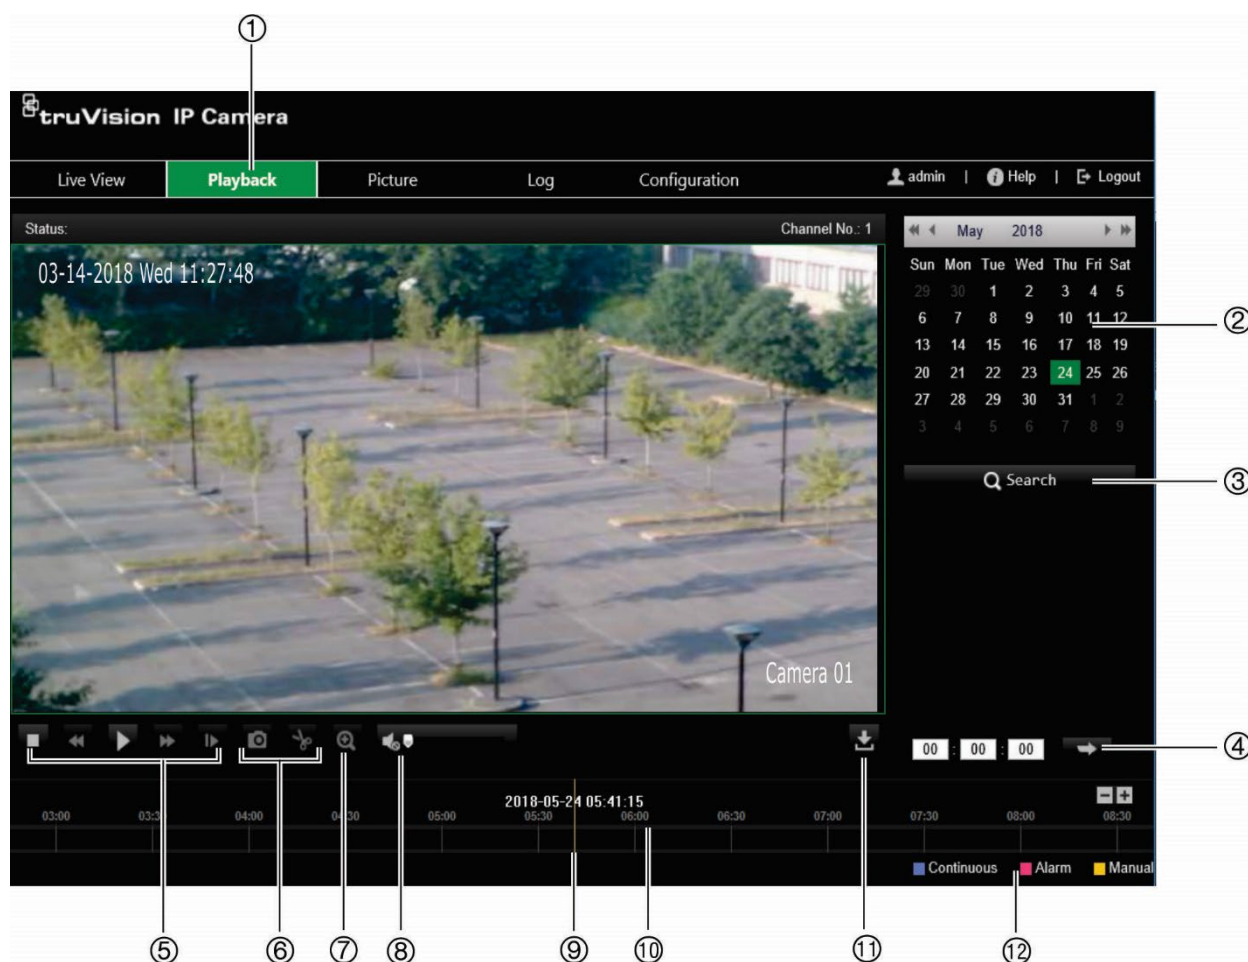 ①
truVision IP Camera
Live View Playback Picture Log Configuration admin | Help | Logout
Status: Channel No.: 1
03-14-2018 Wed 11:27:48
Camera 01
May 2018
Sun Mon Tue Wed Thu Fri Sat
29 30 1 2 3 4 5
6 7 8 9 10 11 12
②
13 14 15 16 17 18 19
20 21 22 23 24 25 26
27 28 29 30 31 1 2
3 4 5 6 7 8 9
Search
③
00 : 00 : 00
④
2018-05-24 05:41:15
03:00 03:3 04:00 04:30 05:00 05:30 06:00 06:30 07:00 07:30 08:00 08:30
Continuous Alarm Manual
⑤ ⑥ ⑦ ⑧ ⑨ ⑩ ⑪ ⑫